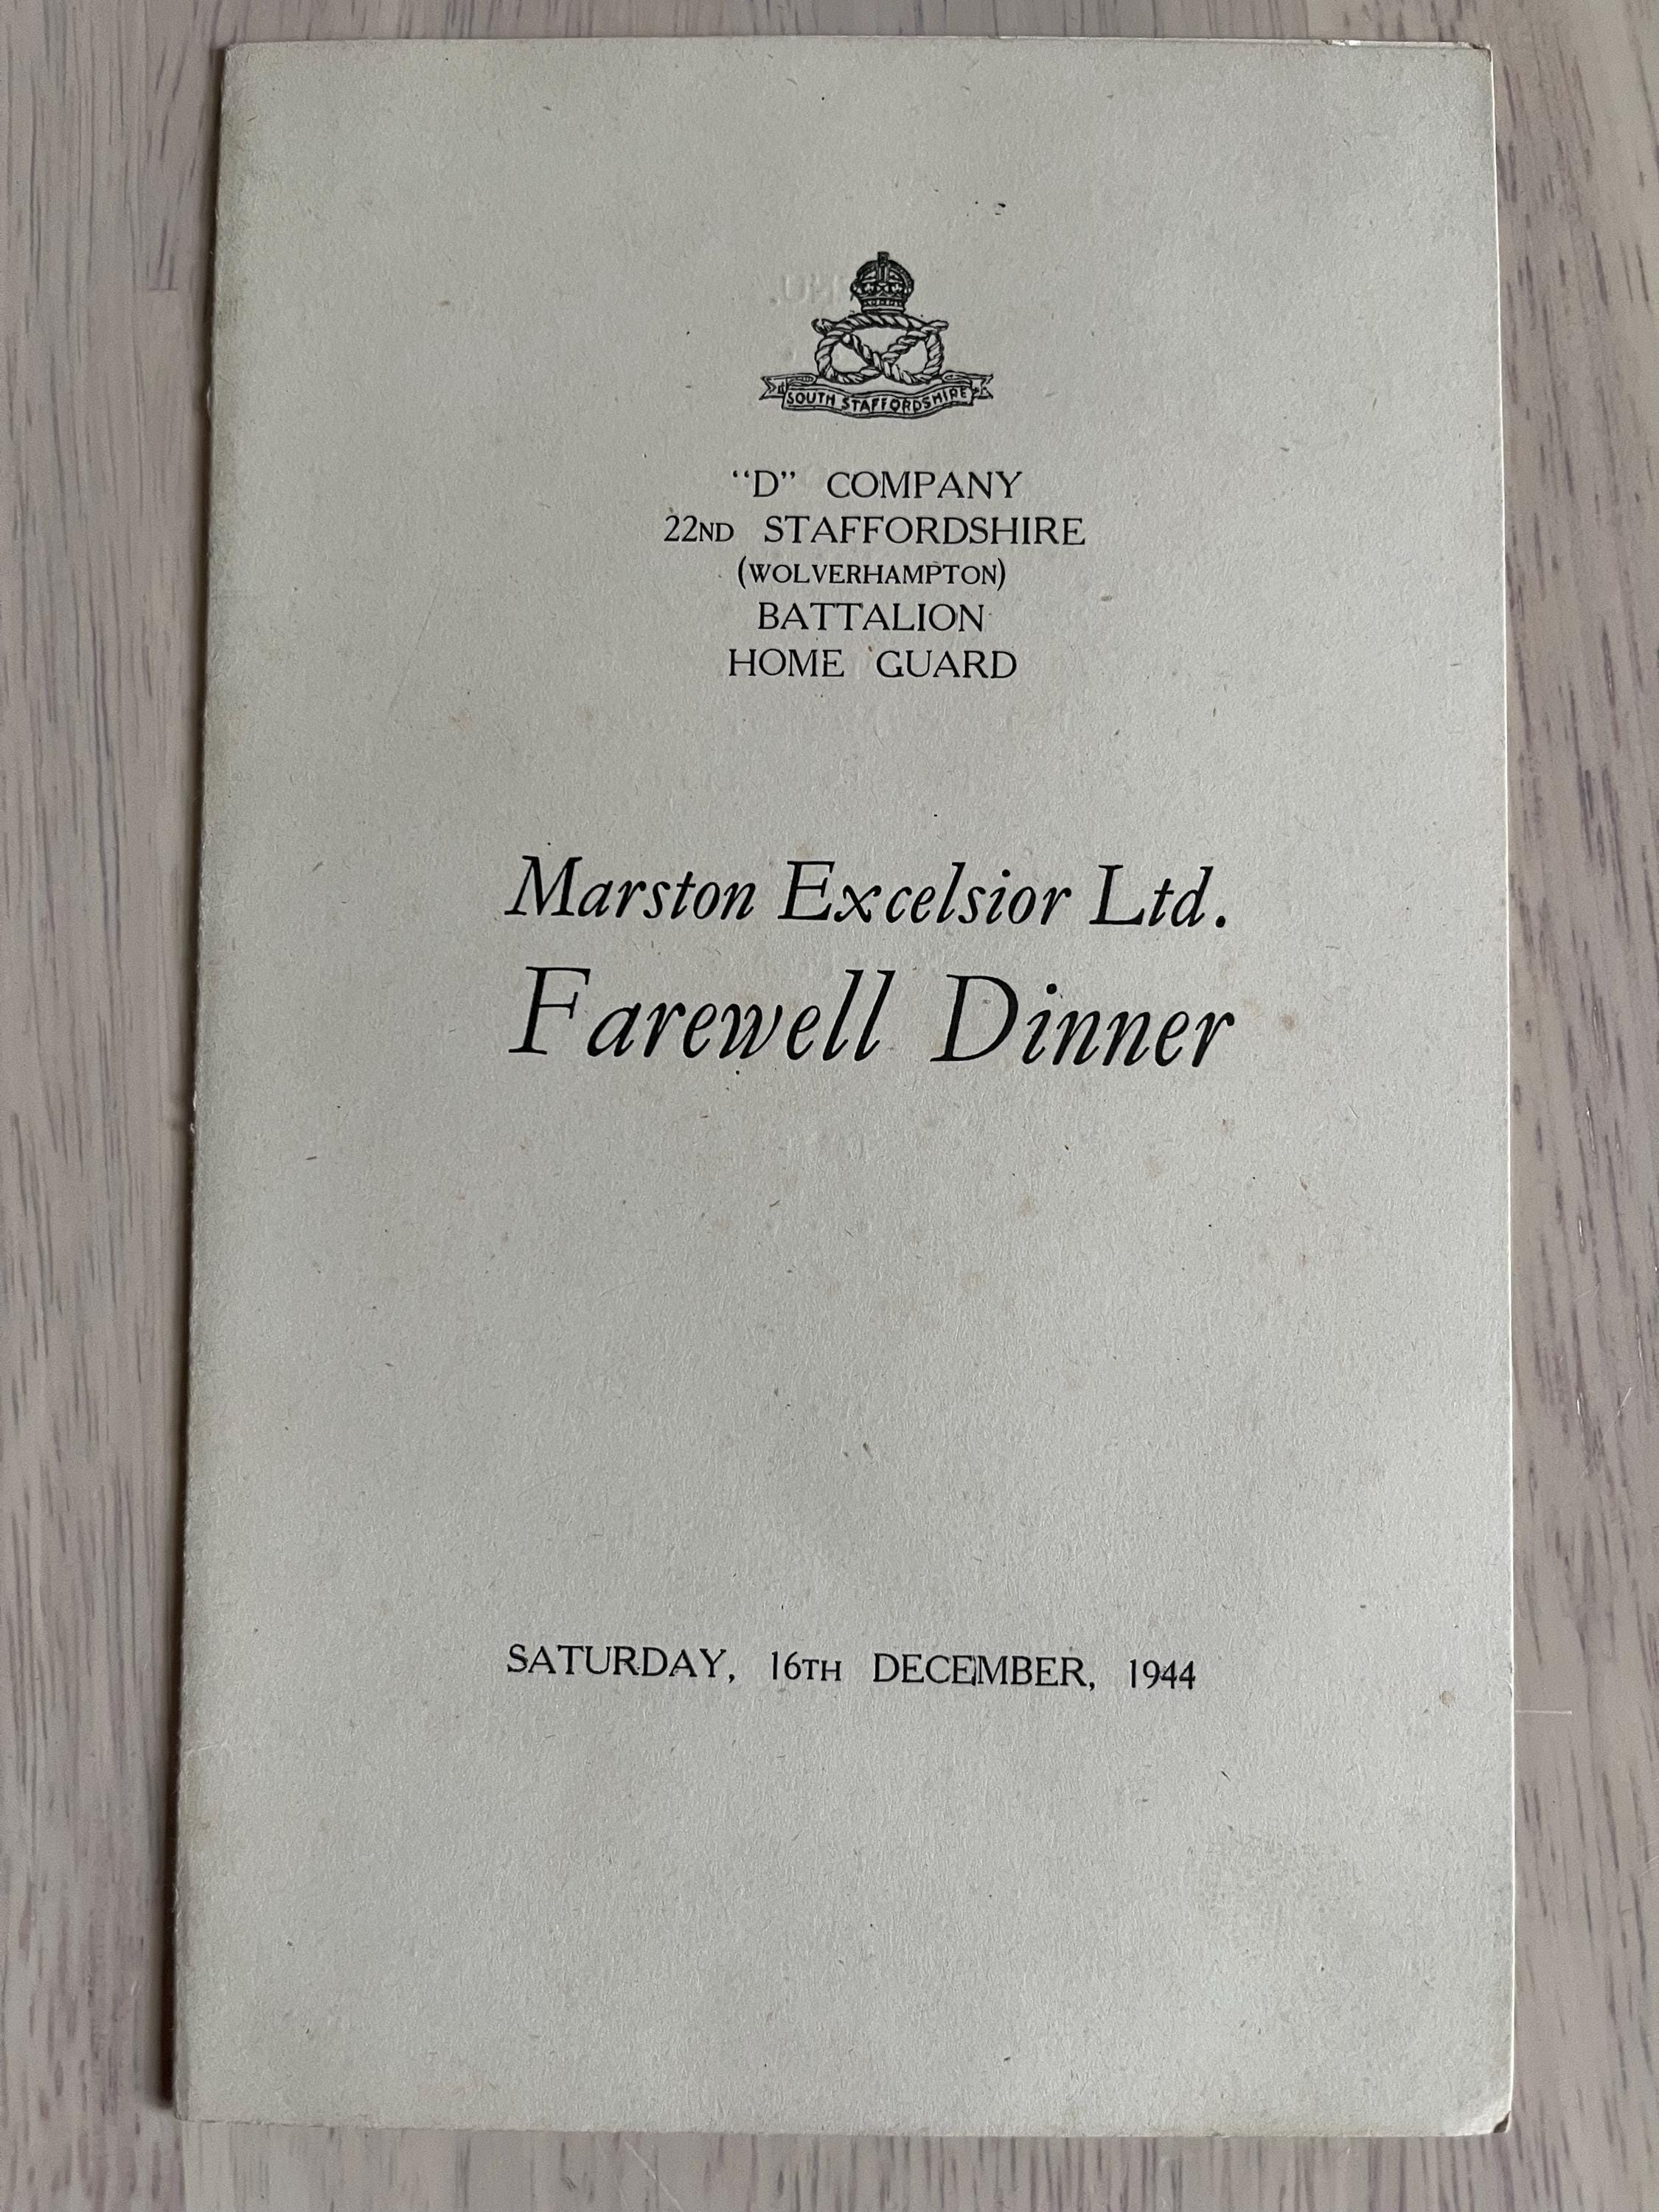 SOUTH STAFFORDSHIRE
“D” COMPANY
22ND STAFFORDSHIRE
(WOLVERHAMPTON)
BATTALION
HOME GUARD
Marston Excelsior Ltd.
Farewell Dinner
SATURDAY, 16TH DECEMBER, 1944